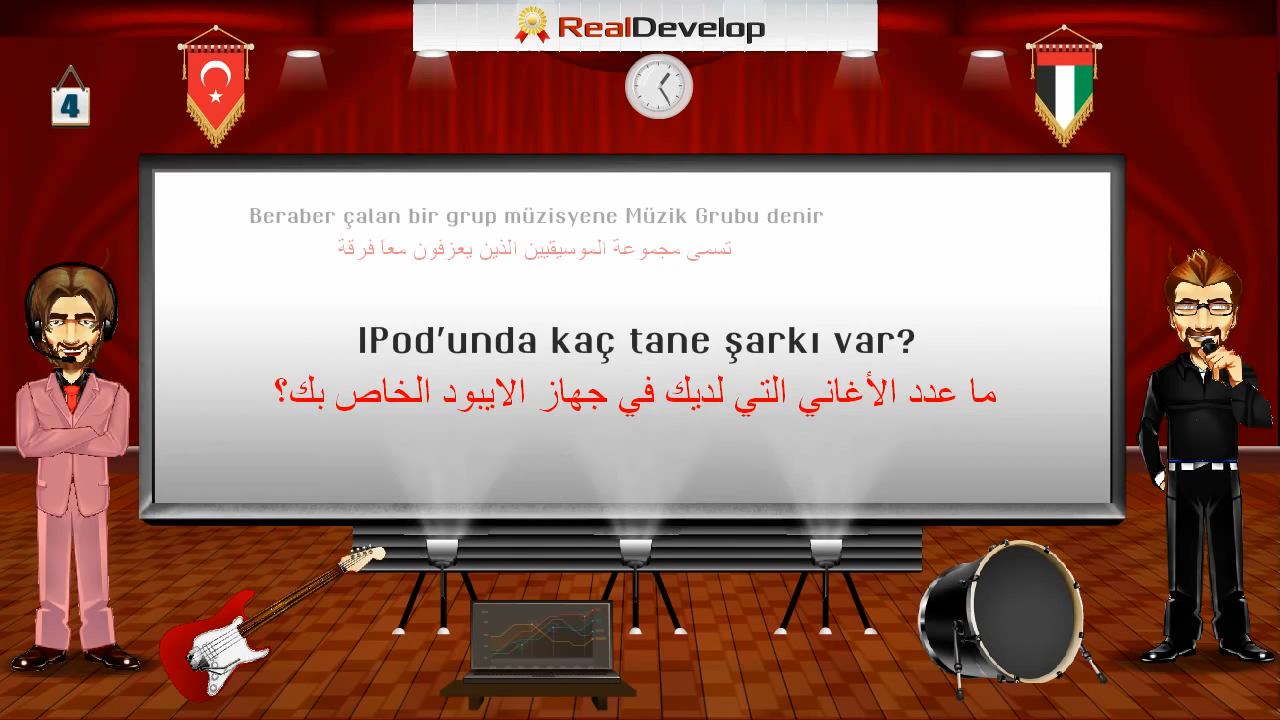 RealDevelop
4
Beraber çalan bir grup müzisyene Müzik Grubu denir
تسمى مجموعة الموسيقيين الذين يعزفون معا فرقة
IPod'unda kaç tane şarkı var?
ما عدد الأغاني التي لديك في جهاز الايبود الخاص بك؟